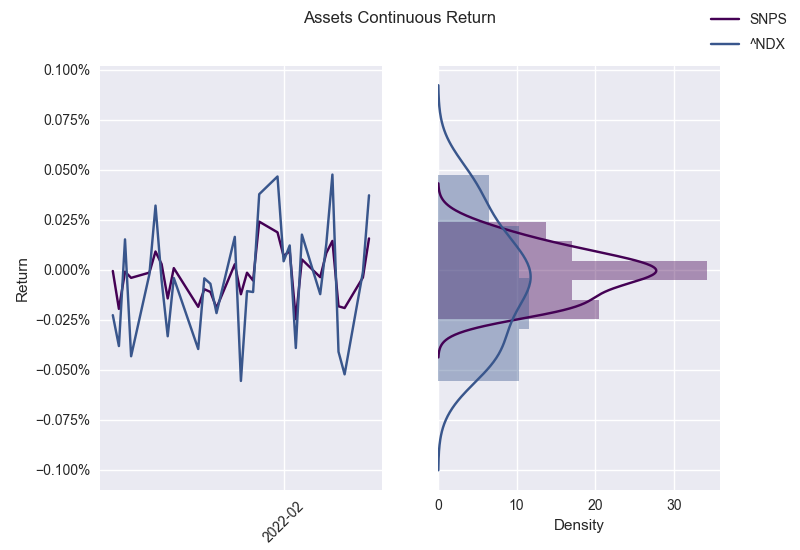 Assets Continuous Return
SNPS
^NDX
Return
0.100%
0.075%
0.050%
0.025%
0.000%
−0.025%
−0.050%
−0.075%
−0.100%
2022-02
0 10 20 30
Density